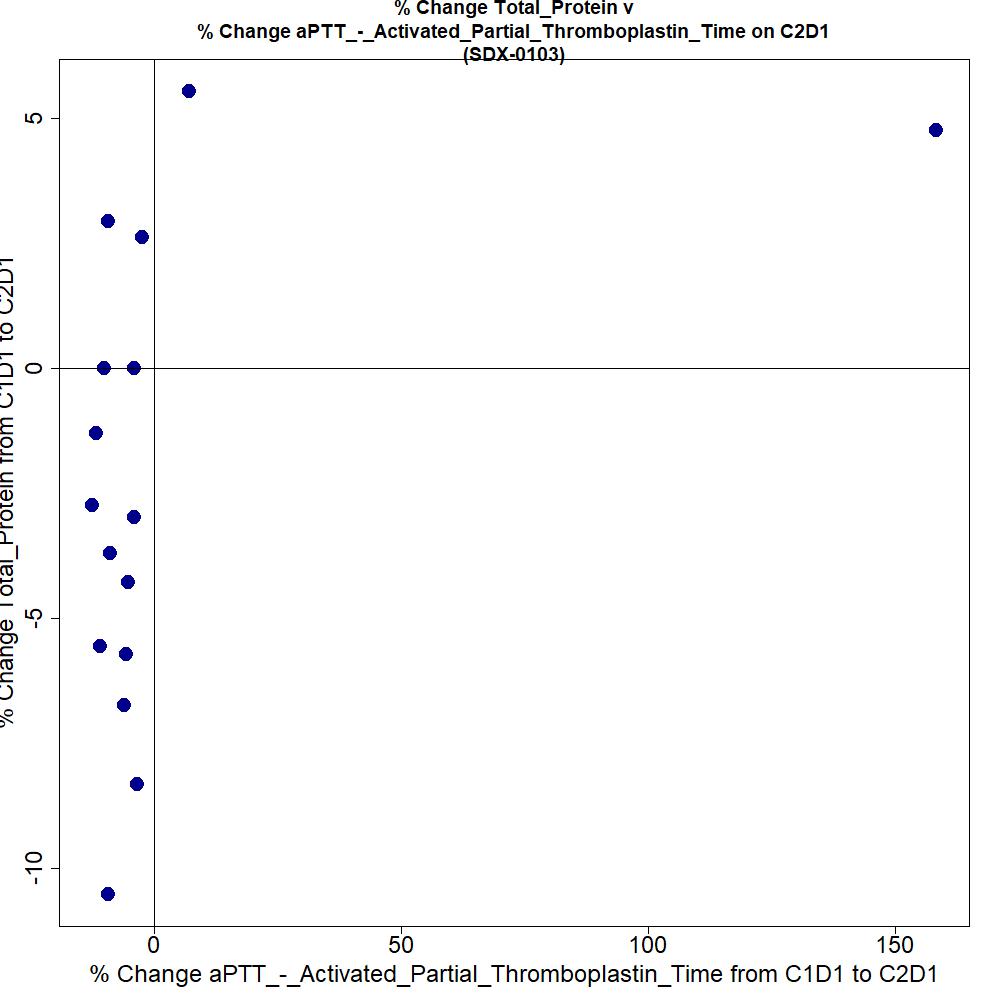 % Change Total_Protein v
% Change aPTT_-_Activated_Partial_Thromboplastin_Time on C2D1
(SDX-0103)
% Change Total_Protein from C1D1 to C2D1
5
0
-5
-10
0
50
100
150
% Change aPTT_-_Activated_Partial_Thromboplastin_Time from C1D1 to C2D1